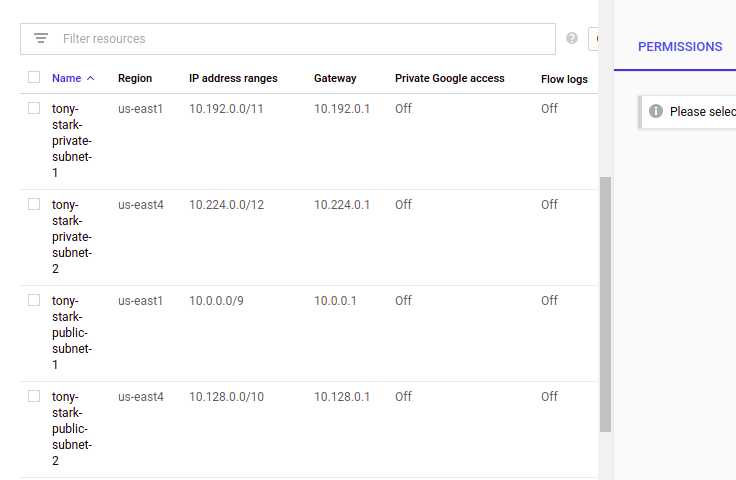 Filter resources
PERMISSIONS
Name Region IP address ranges Gateway Private Google access Flow logs
Please selec
tony- us-east1 10.192.0.0/11 10.192.0.1 Off Off
stark-
private-
subnet-
1
tony- us-east4 10.224.0.0/12 10.224.0.1 Off Off
stark-
private-
subnet-
2
tony- us-east1 10.0.0.0/9 10.0.0.1 Off Off
stark-
public-
subnet-
1
tony- us-east4 10.128.0.0/10 10.128.0.1 Off Off
stark-
public-
subnet-
2